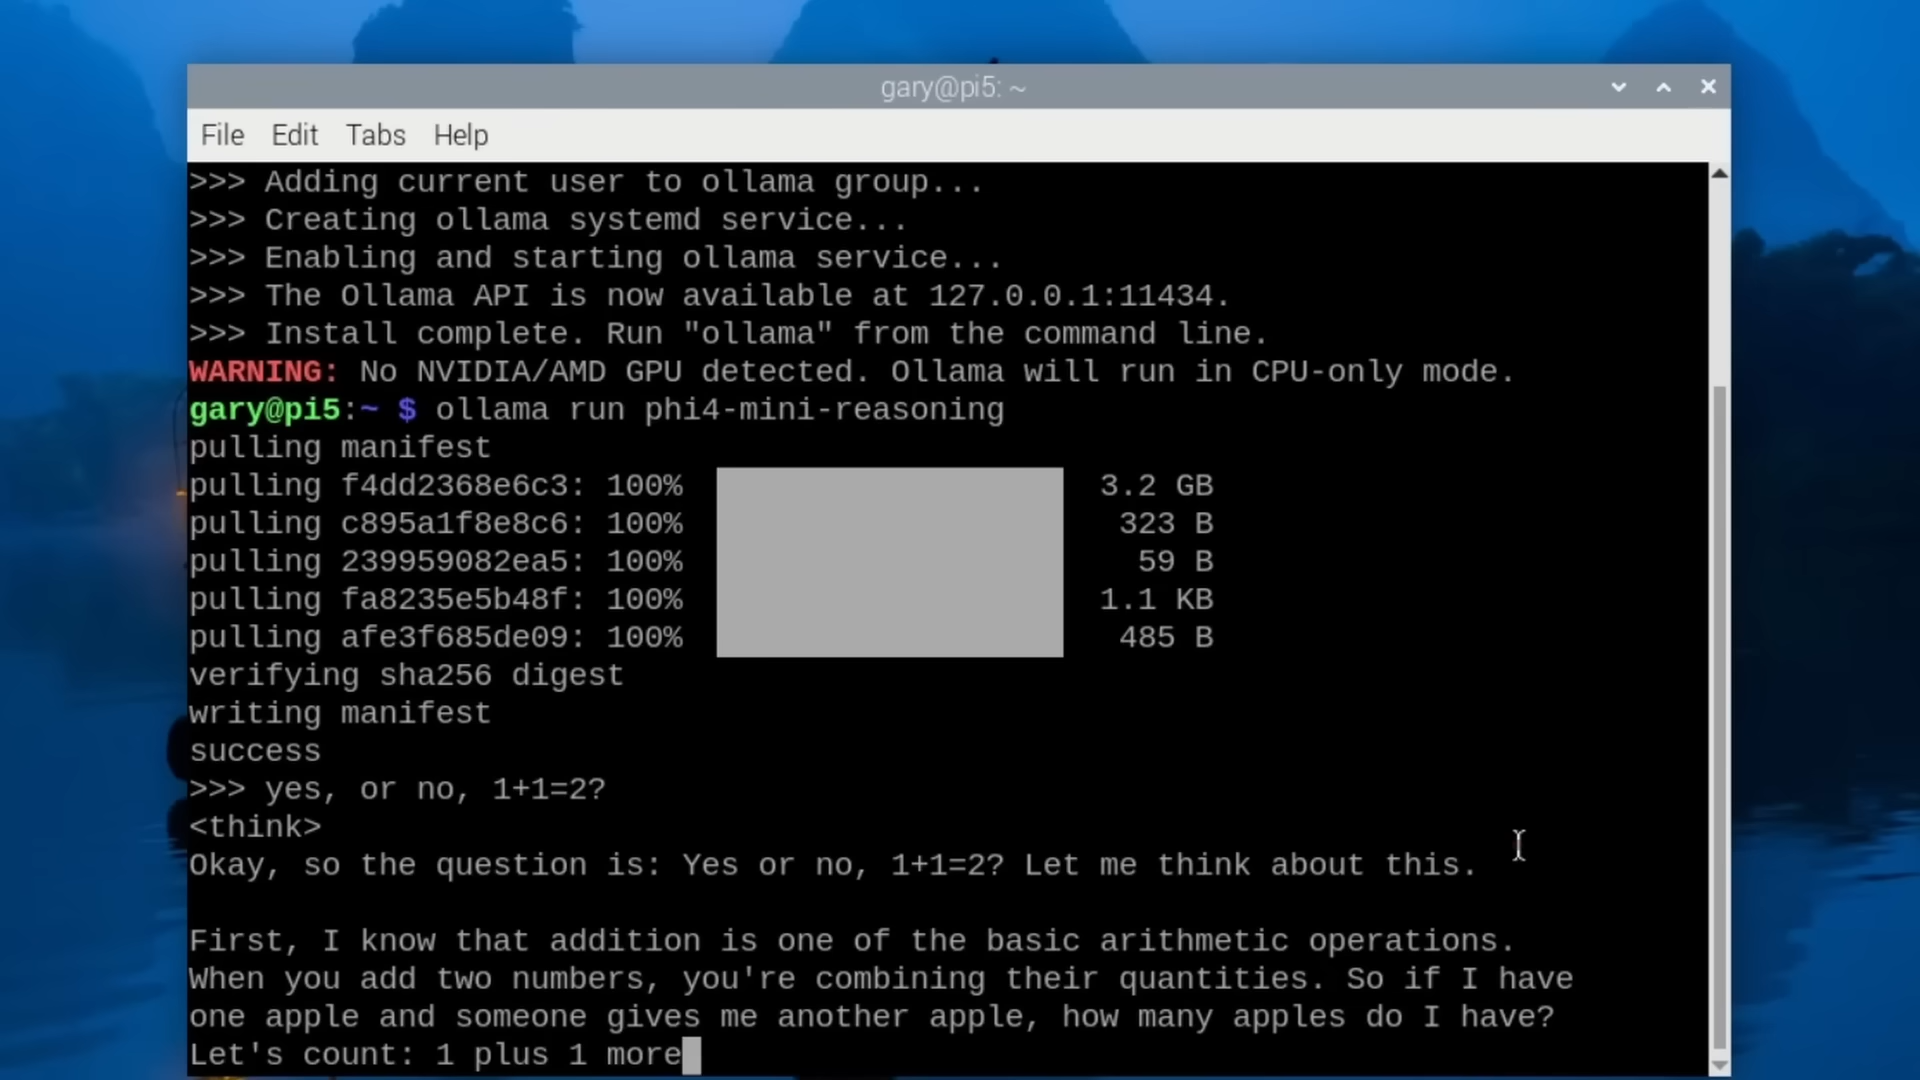 gary@pi5: ~
File Edit Tabs Help
>>> Adding current user to ollama group...
>>> Creating ollama systemd service...
>>> Enabling and starting ollama service...
>>> The Ollama API is now available at 127.0.0.1:11434.
>>> Install complete. Run "ollama" from the command line.
WARNING: No NVIDIA/AMD GPU detected. Ollama will run in CPU-only mode.
gary@pi5:~ $ ollama run phi4-mini-reasoning
pulling manifest
pulling f4dd2368e6c3: 100% 3.2 GB
pulling c895a1f8e8c6: 100% 323 B
pulling 239959082ea5: 100% 59 B
pulling fa8235e5b48f: 100% 1.1 KB
pulling afe3f685de09: 100% 485 B
verifying sha256 digest
writing manifest
success
>>> yes, or no, 1+1=2?
<think>
Okay, so the question is: Yes or no, 1+1=2? Let me think about this.
First, I know that addition is one of the basic arithmetic operations.
When you add two numbers, you're combining their quantities. So if I have
one apple and someone gives me another apple, how many apples do I have?
Let's count: 1 plus 1 more